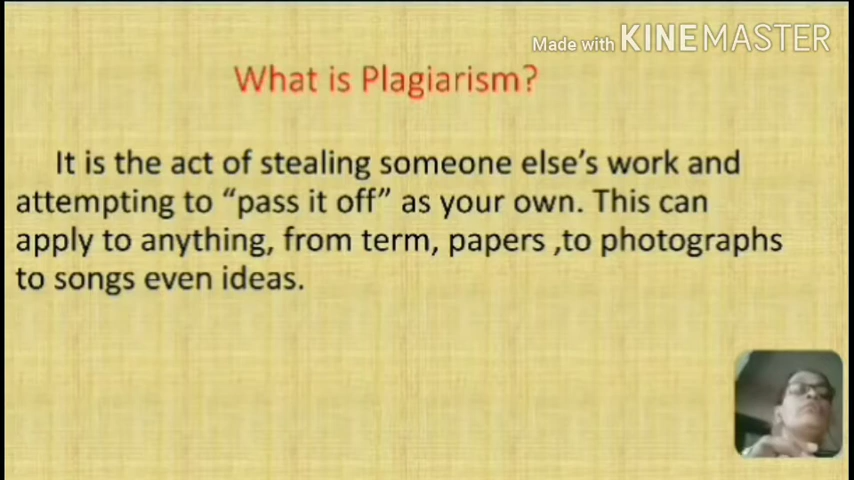 Made with KINEMASTER
What is Plagiarism?
It is the act of stealing someone else’s work and
attempting to “pass it off” as your own. This can
apply to anything, from term, papers ,to photographs
to songs even ideas.